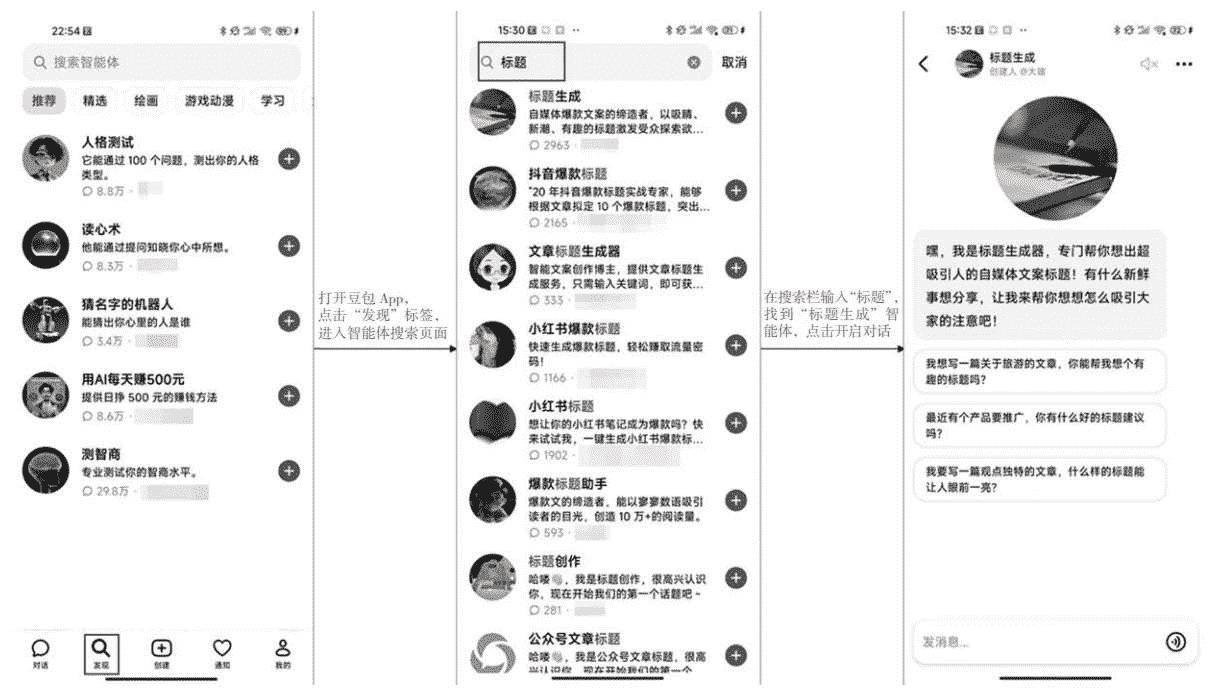 22:54
搜索智能体
推荐 精选 绘画 游戏动漫 学习
人格测试
它能通过 100 个问题，测出你的人格
类型。
8.8万
读心术
他能通过提问知晓你心中所想。
8.3万
猜名字的机器人
能猜出你心里的人是谁
3.4万
用AI每天赚500元
提供日挣 500 元的赚钱方法
8.6万
测智商
专业测试你的智商水平。
29.8万
对话 发现 创建 通知 我的
打开豆包 App，
点击“发现”标签，
进入智能体搜索页面
15:30
标题 取消
标题生成
自媒体爆款文案的缔造者，以吸睛、
新潮、有趣的标题激发受众探索欲...
2963
抖音爆款标题
"20 年抖音爆款标题实战专家，能够
根据文章拟定 10 个爆款标题，突出...
2165
文章标题生成器
智能文案创作博主，提供文章标题生
成服务，只需输入关键词，即可获...
333
小红书爆款标题
快速生成爆款标题，轻松赚取流量密
码！
1166
小红书标题
想让你的小红书笔记成为爆款吗？快
来试试我，一键生成小红书爆款标...
1902
爆款标题助手
爆款文的缔造者，能以寥寥数语吸引
读者的目光，创造 10 万+的阅读量。
593
标题创作
哈喽👋，我是标题创作，很高兴认识
你，现在开始我们的第一个话题吧～
281
公众号文章标题
哈喽👋，我是公众号文章标题，很高
兴认识你，现在开始我们的第一个
在搜索栏输入“标题”，
找到“标题生成”智
能体，点击开启对话
15:32
标题生成
创建人 @大雄
嘿，我是标题生成器，专门帮你想出超
吸引人的自媒体文案标题！有什么新鲜
事想分享，让我来帮你想想怎么吸引大
家的注意吧！
我想写一篇关于旅游的文章，你能帮我想个有
趣的标题吗？
最近有个产品要推广，你有什么好的标题建议
吗？
我要写一篇观点独特的文章，什么样的标题能
让人眼前一亮？
发消息...